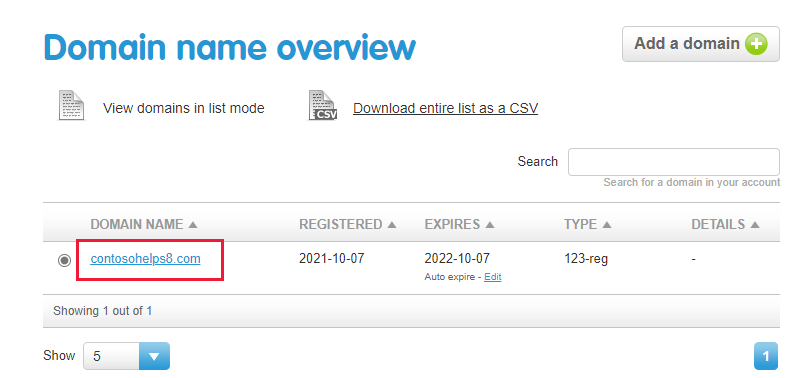 Domain name overview
Add a domain
View domains in list mode
CSV
Download entire list as a CSV
Search
Search for a domain in your account
DOMAIN NAME REGISTERED EXPIRES TYPE DETAILS
contosohelps8.com 2021-10-07 2022-10-07 123-reg -
Auto expire - Edit
Showing 1 out of 1
Show 5 1